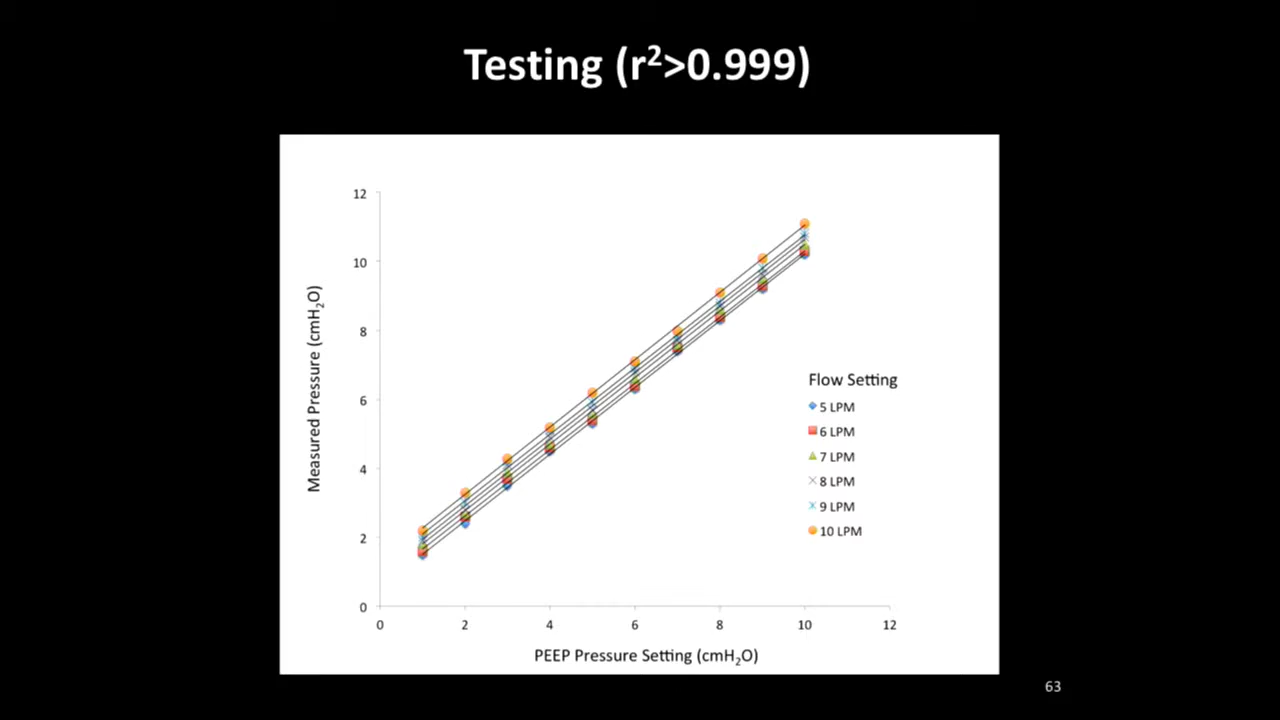 Testing (r²>0.999)
12
10
8
6
4
2
0
Measured Pressure (cmH₂O)
0 2 4 6 8 10 12
PEEP Pressure Setting (cmH₂O)
Flow Setting
5 LPM
6 LPM
7 LPM
8 LPM
9 LPM
10 LPM
63